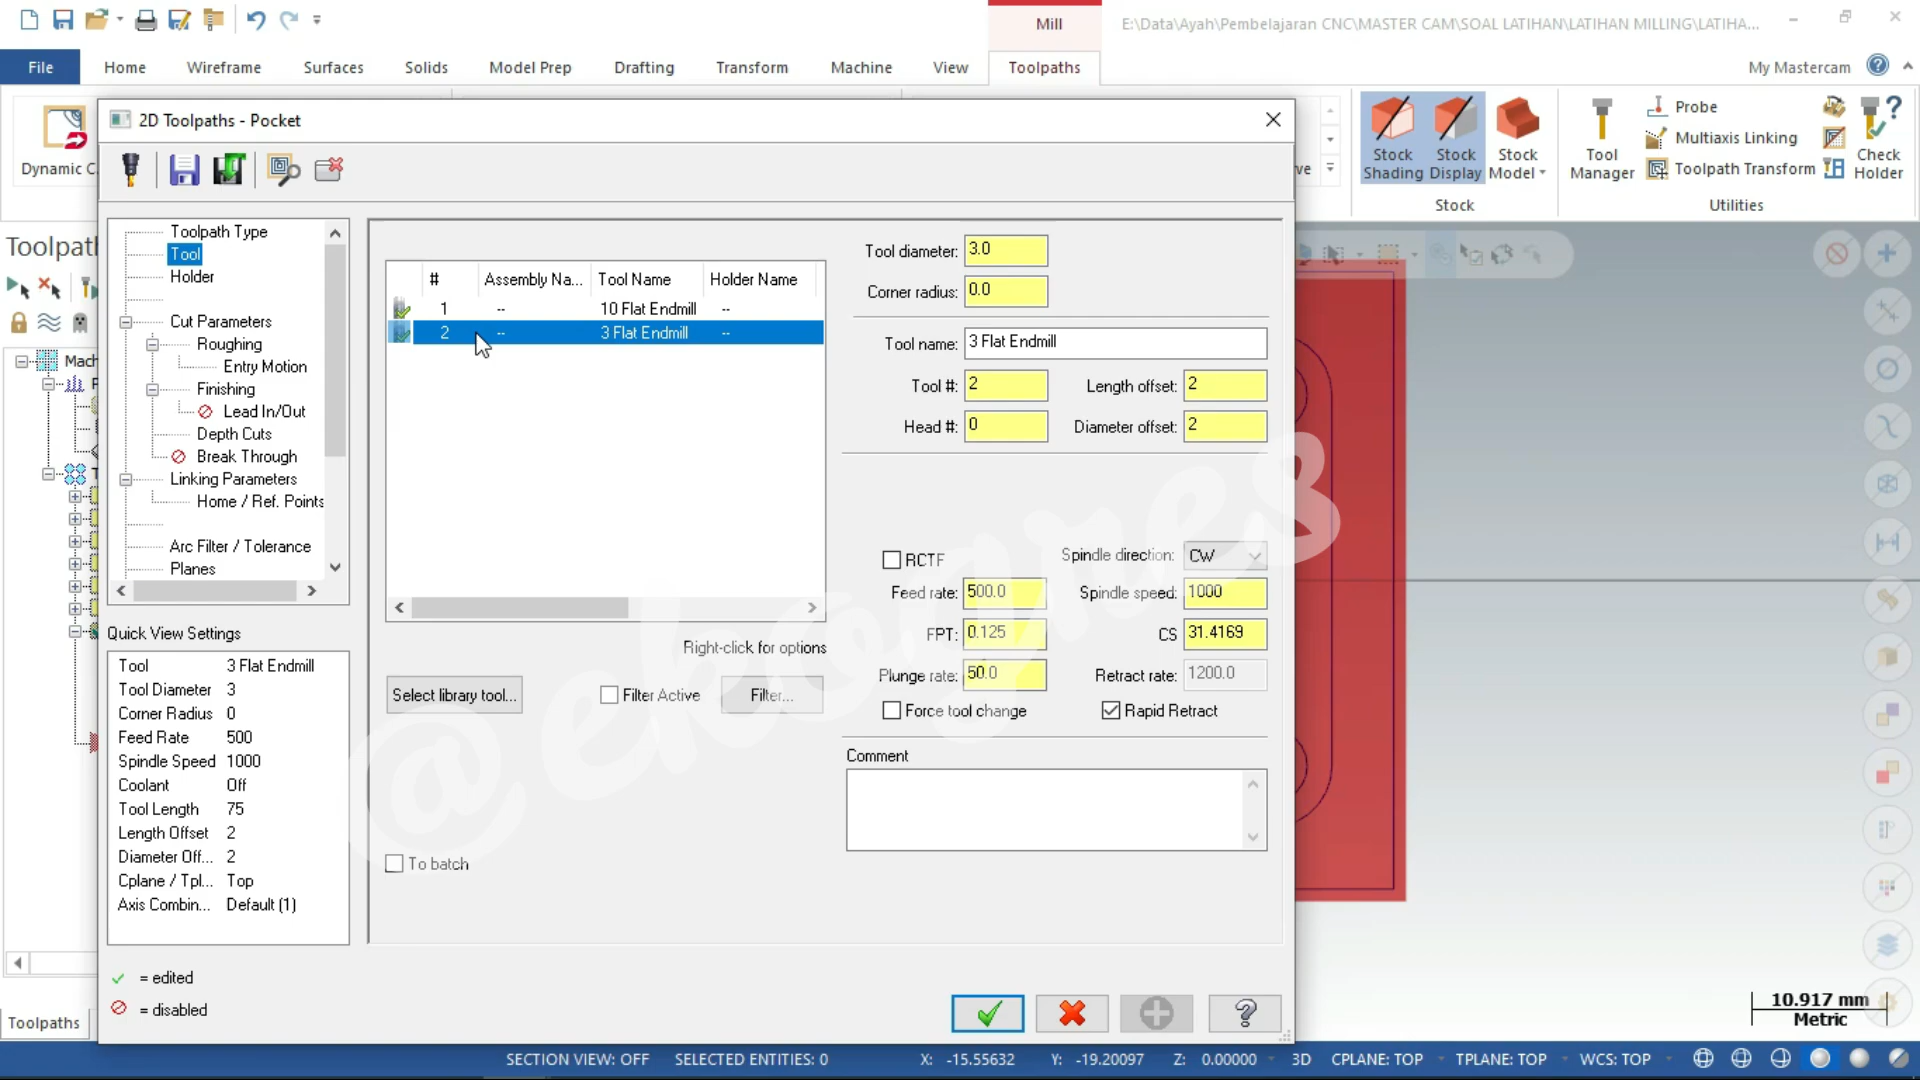 Mill
E:\Data\Ayah\Pembelajaran CNC\MASTER CAM\SOAL LATIHAN\LATIHAN MILLING\LATIHA...
File Home Wireframe Surfaces Solids Model Prep Drafting Transform Machine View Toolpaths My Mastercam
Dynamic C
Stock Shading
Stock Display
Stock Model
Stock
Tool Manager
Probe
Multiaxis Linking
Toolpath Transform
Check Holder
Utilities
2D Toolpaths - Pocket
Toolpath Type
Tool
Holder
Cut Parameters
Roughing
Entry Motion
Finishing
Lead In/Out
Depth Cuts
Break Through
Linking Parameters
Home / Ref. Points
Arc Filter / Tolerance
Planes
# Assembly Na... Tool Name Holder Name
1 -- 10 Flat Endmill --
2 -- 3 Flat Endmill --
Right-click for options
Select library tool...
Filter Active
Filter...
To batch
Tool diameter: 3.0
Corner radius: 0.0
Tool name: 3 Flat Endmill
Tool #: 2 Length offset: 2
Head #: 0 Diameter offset: 2
RCTF Spindle direction: CW
Feed rate: 500.0 Spindle speed: 1000
FPT: 0.125 CS 31.4169
Plunge rate: 50.0 Retract rate: 1200.0
Force tool change Rapid Retract
Comment
Quick View Settings
Tool 3 Flat Endmill
Tool Diameter 3
Corner Radius 0
Feed Rate 500
Spindle Speed 1000
Coolant Off
Tool Length 75
Length Offset 2
Diameter Off... 2
Cplane / Tpl... Top
Axis Combin... Default (1)
= edited
= disabled
@ekogres
Toolpaths
10.917 mm
Metric
SECTION VIEW: OFF SELECTED ENTITIES: 0 X: -15.55632 Y: -19.20097 Z: 0.00000 3D CPLANE: TOP TPLANE: TOP WCS: TOP